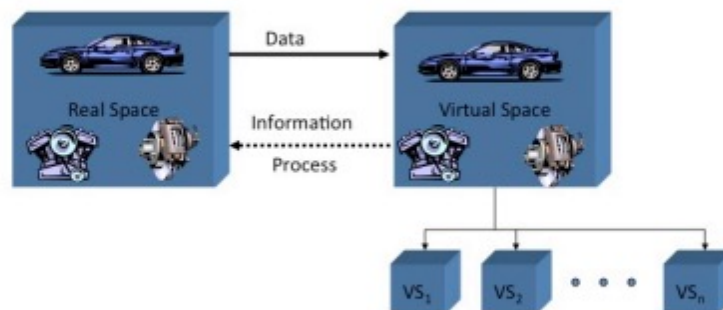 Data
Real Space
Virtual Space
Information
Process
VS₁
VS₂
VSₙ